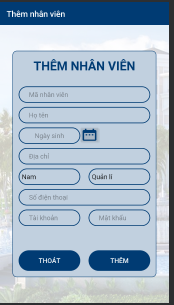 Thêm nhân viên
THÊM NHÂN VIÊN
Mã nhân viên
Họ tên
Ngày sinh
Địa chỉ
Nam Quản lí
Số điện thoại
Tài khoản Mật khẩu
THOÁT THÊM